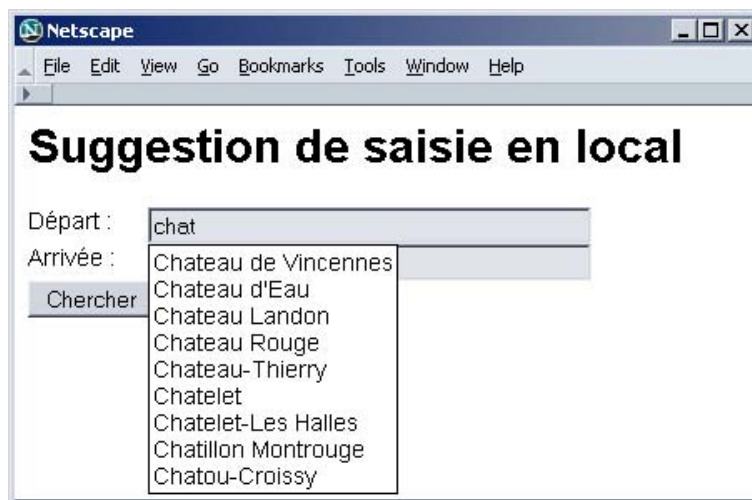 Netscape
File Edit View Go Bookmarks Tools Window Help
Suggestion de saisie en local
Départ : chat
Arrivée :
Chercher
Chateau de Vincennes
Chateau d'Eau
Chateau Landon
Chateau Rouge
Chateau-Thierry
Chatelet
Chatelet-Les Halles
Chatillon Montrouge
Chatou-Croissy